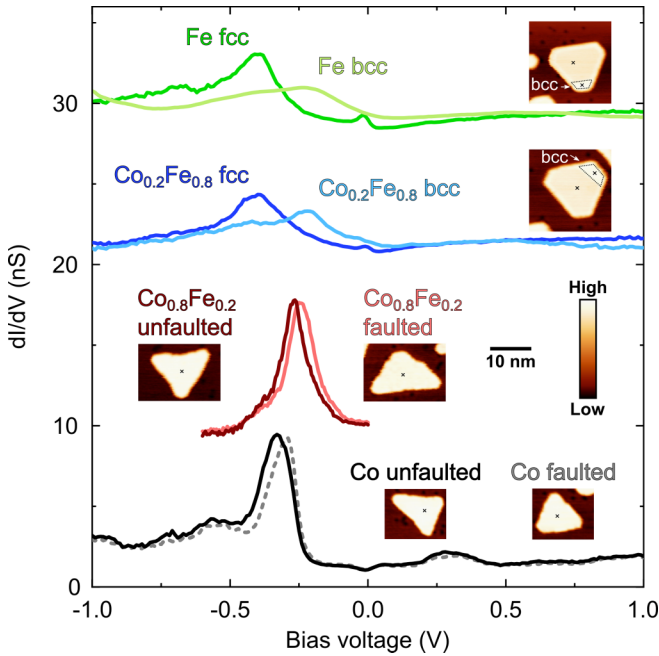 Fe fcc
Fe bcc
bcc
30
Co0.2Fe0.8 fcc
Co0.2Fe0.8 bcc
bcc
20
dI/dV (nS)
Co0.8Fe0.2
unfaulted
Co0.8Fe0.2
faulted
High
10 nm
Low
10
Co unfaulted
Co faulted
0
-1.0
-0.5
0.0
0.5
1.0
Bias voltage (V)